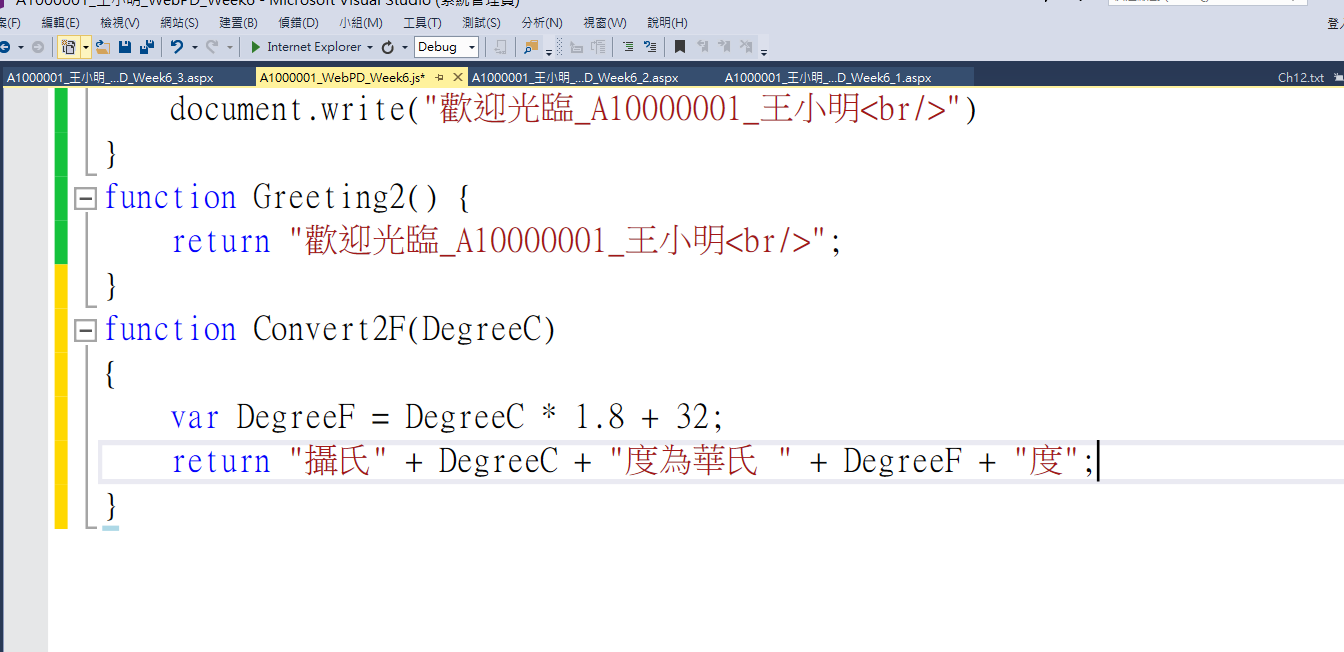 A1000001_王小明_WebPD_Week6 - Microsoft Visual Studio (系統管理員)
案(F) 編輯(E) 檢視(V) 網站(S) 建置(B) 偵錯(D) 小組(M) 工具(T) 測試(S) 分析(N) 視窗(W) 說明(H) 登入
Internet Explorer Debug
A1000001_王小明_...D_Week6_3.aspx A1000001_WebPD_Week6.js* A1000001_王小明_...D_Week6_2.aspx A1000001_王小明_...D_Week6_1.aspx Ch12.txt
document.write("歡迎光臨_A10000001_王小明<br/>")
}
function Greeting2() {
return "歡迎光臨_A10000001_王小明<br/>";
}
function Convert2F(DegreeC)
{
var DegreeF = DegreeC * 1.8 + 32;
return "攝氏" + DegreeC + "度為華氏 " + DegreeF + "度";
}